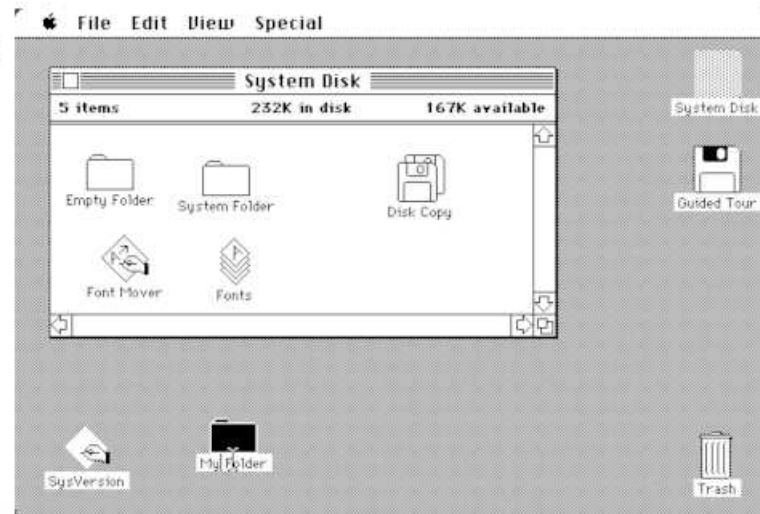 File Edit View Special
System Disk
5 items 232K in disk 167K available
Empty Folder System Folder Disk Copy
Font Mover Fonts
System Disk
Guided Tour
SysVersion
My Folder
Trash